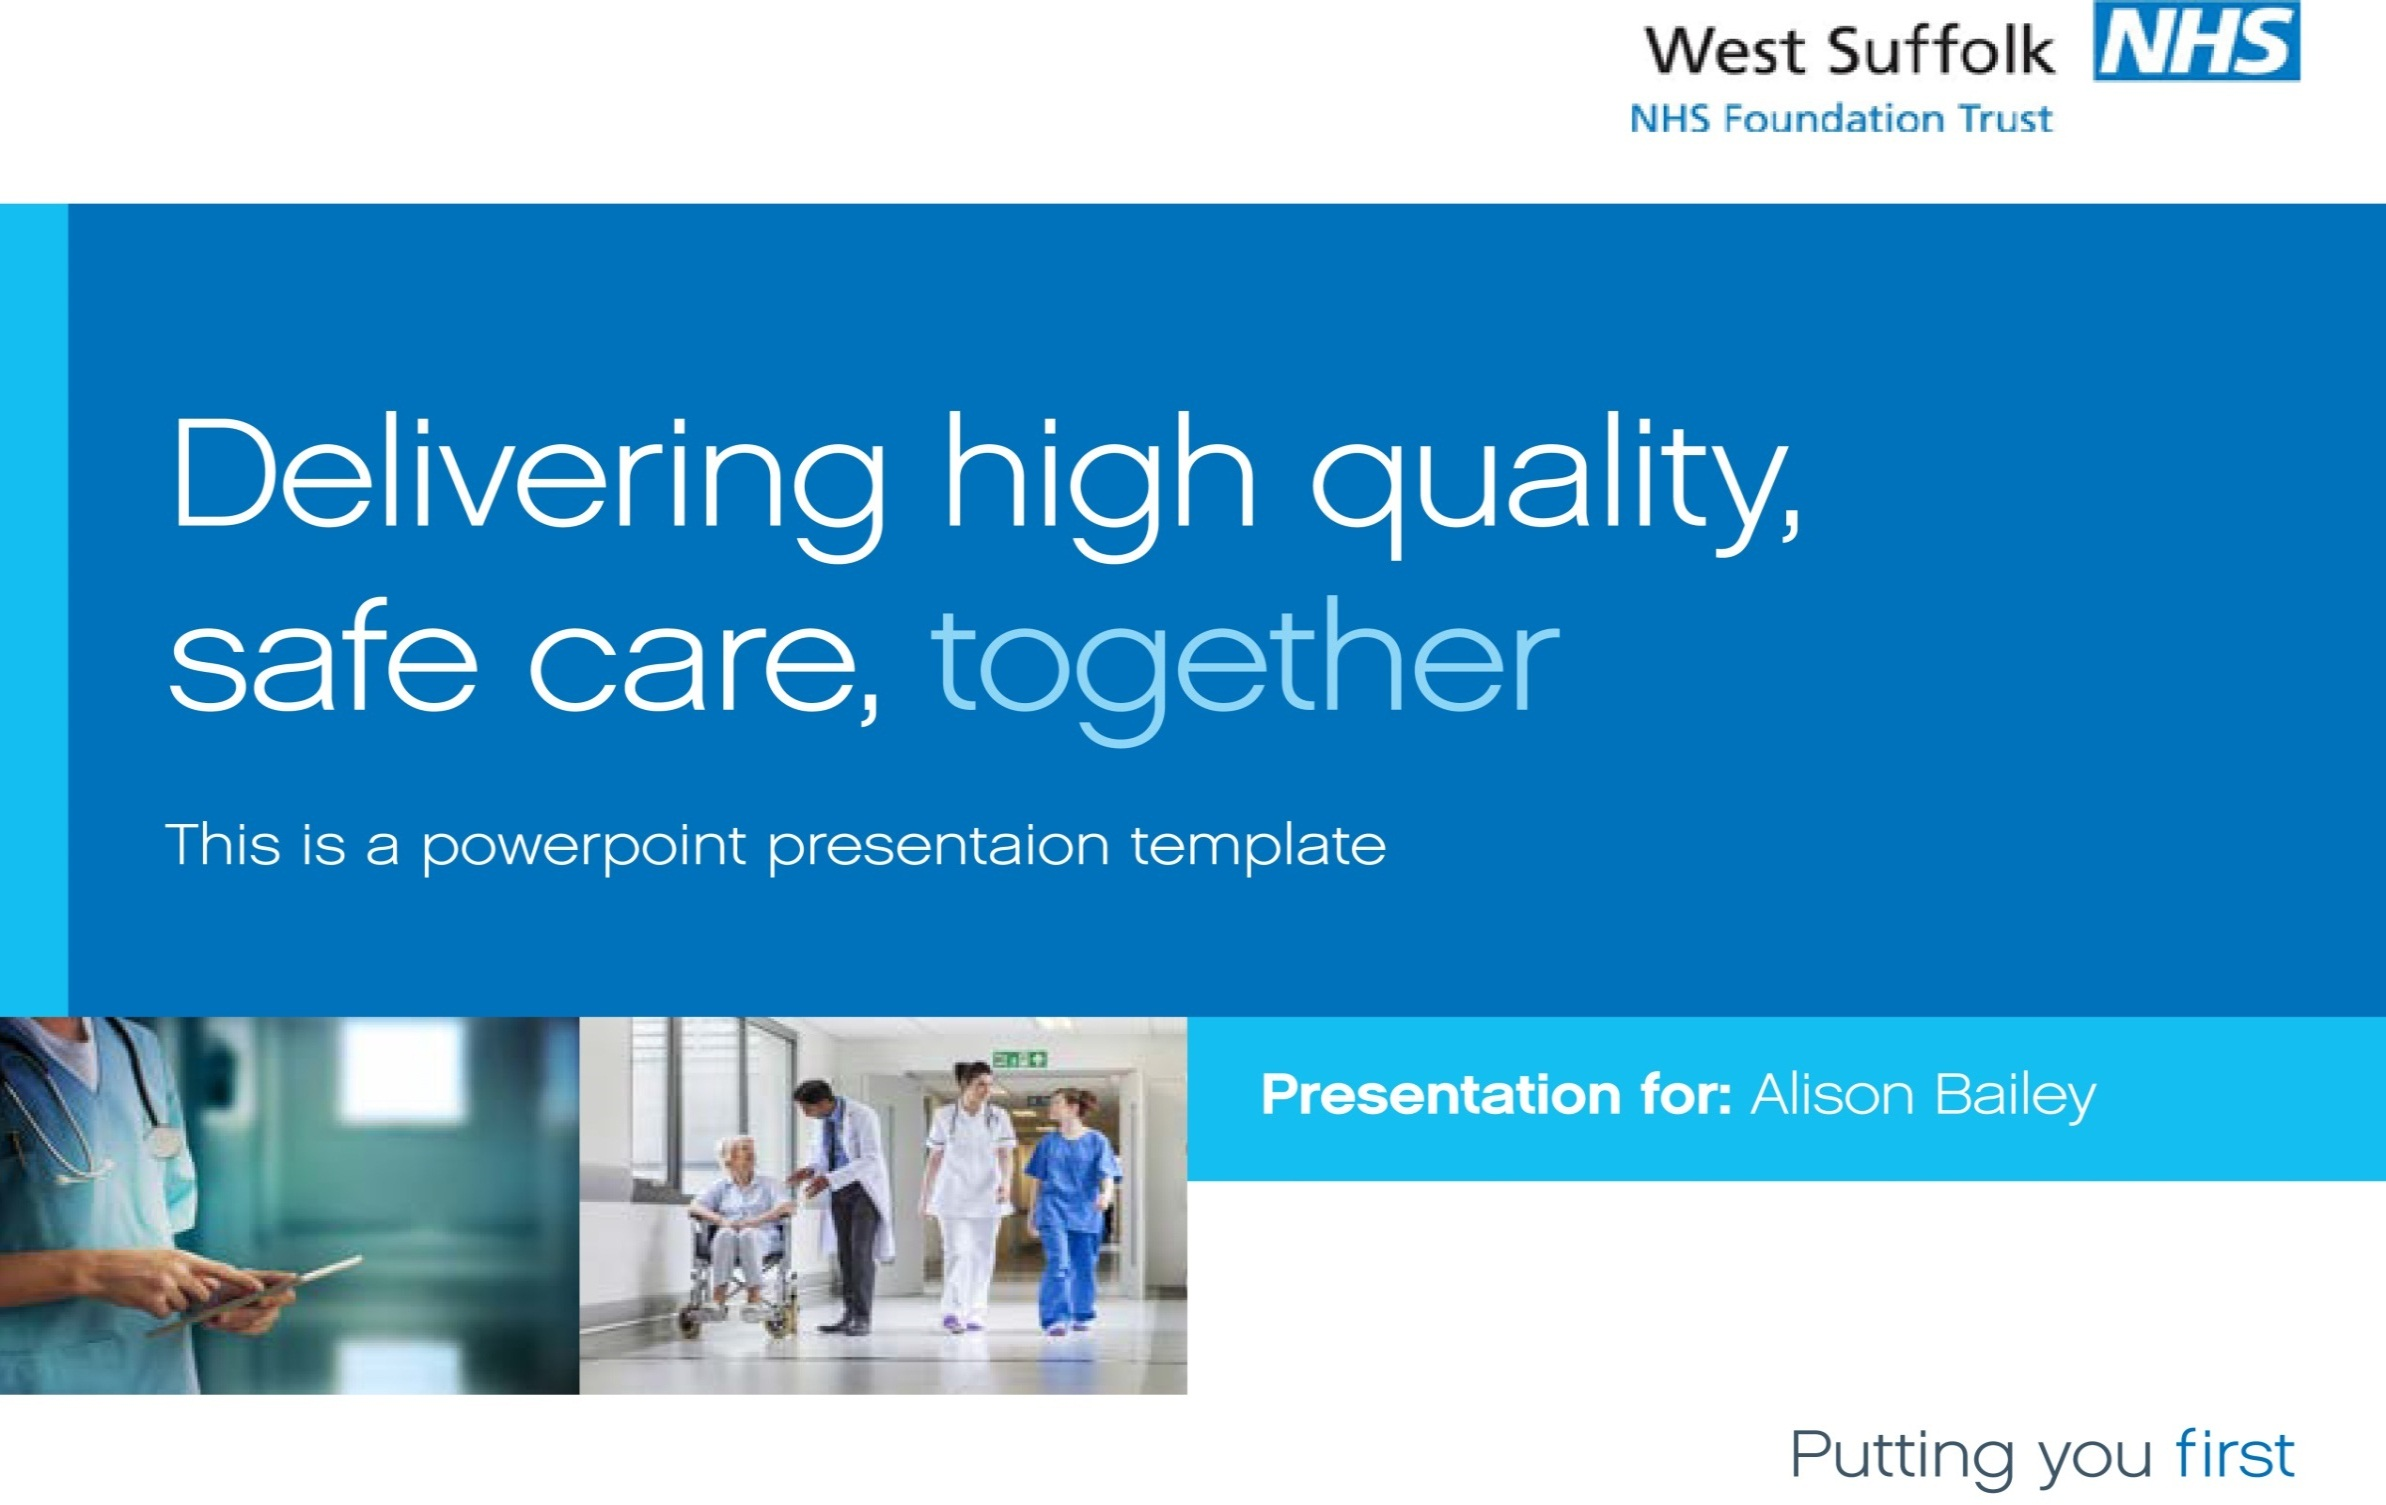 West Suffolk NHS
NHS Foundation Trust
Delivering high quality,
safe care, together
This is a powerpoint presentaion template
Presentation for: Alison Bailey
Putting you first